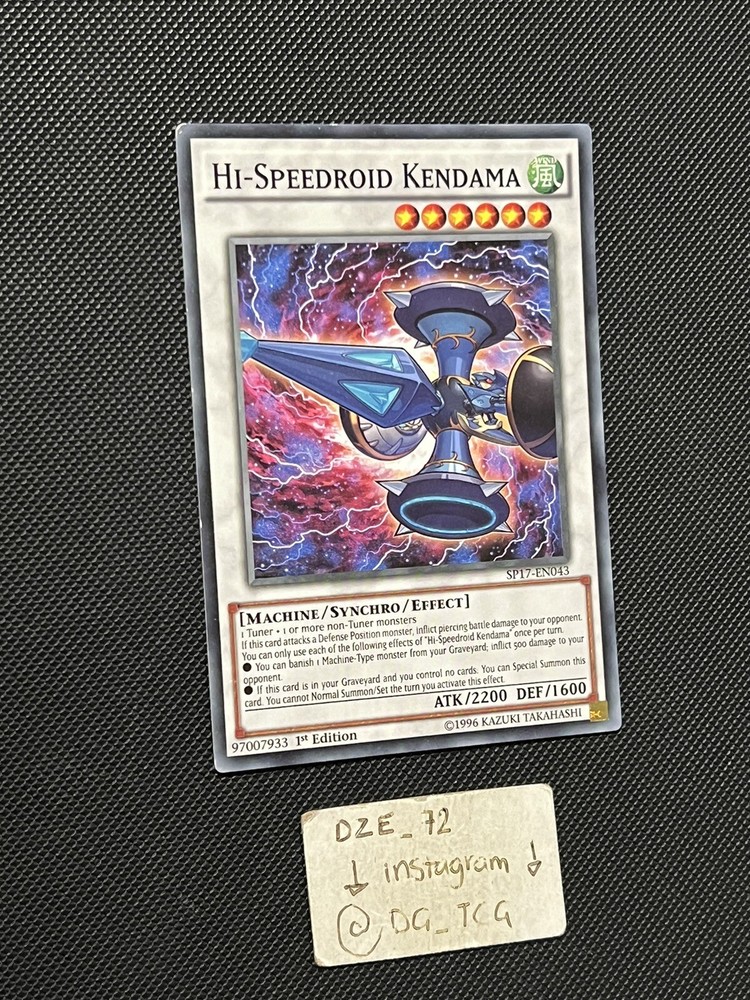 HI-SPEEDROID KENDAMA
WIND
風
SP17-EN043
[MACHINE/SYNCHRO/EFFECT]
1 Tuner + 1 or more non-Tuner monsters
If this card attacks a Defense Position monster, inflict piercing battle damage to your opponent.
You can only use each of the following effects of "Hi-Speedroid Kendama" once per turn.
● You can banish 1 Machine-Type monster from your Graveyard; inflict 500 damage to your
opponent.
● If this card is in your Graveyard and you control no cards: You can Special Summon this
card. You cannot Normal Summon/Set the turn you activate this effect.
ATK/2200 DEF/1600
97007933 1st Edition
©1996 KAZUKI TAKAHASHI
DZE_72
↓ instagram ↓
@DG_TCG